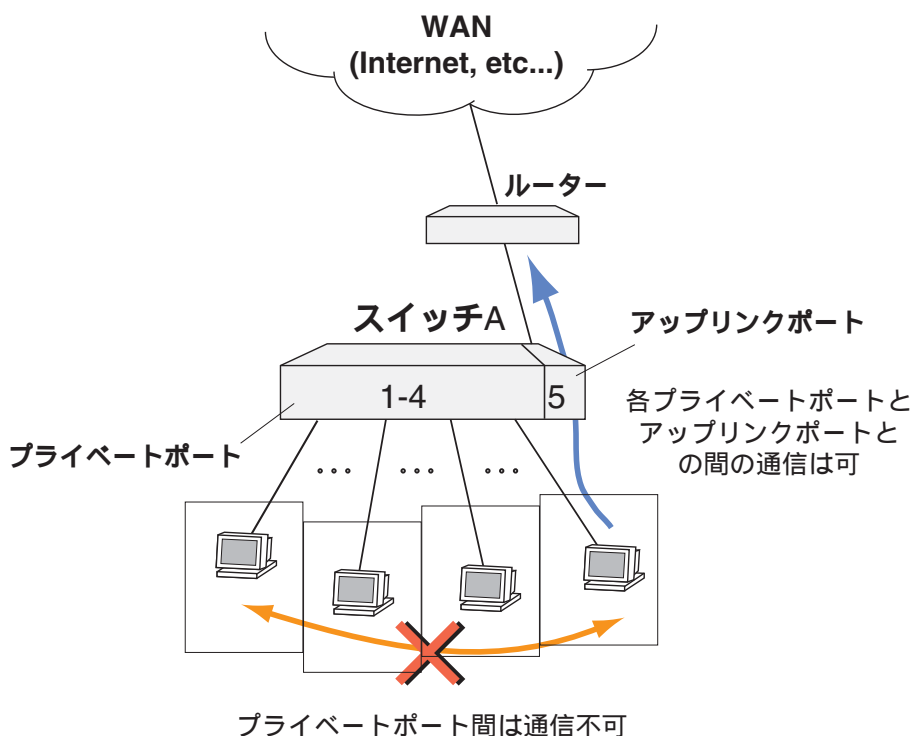 WAN
(Internet, etc...)
ルーター
スイッチA
アップリンクポート
1-4
5
各プライベートポートと
アップリンクポートと
の間の通信は可
プライベートポート
プライベートポート間は通信不可